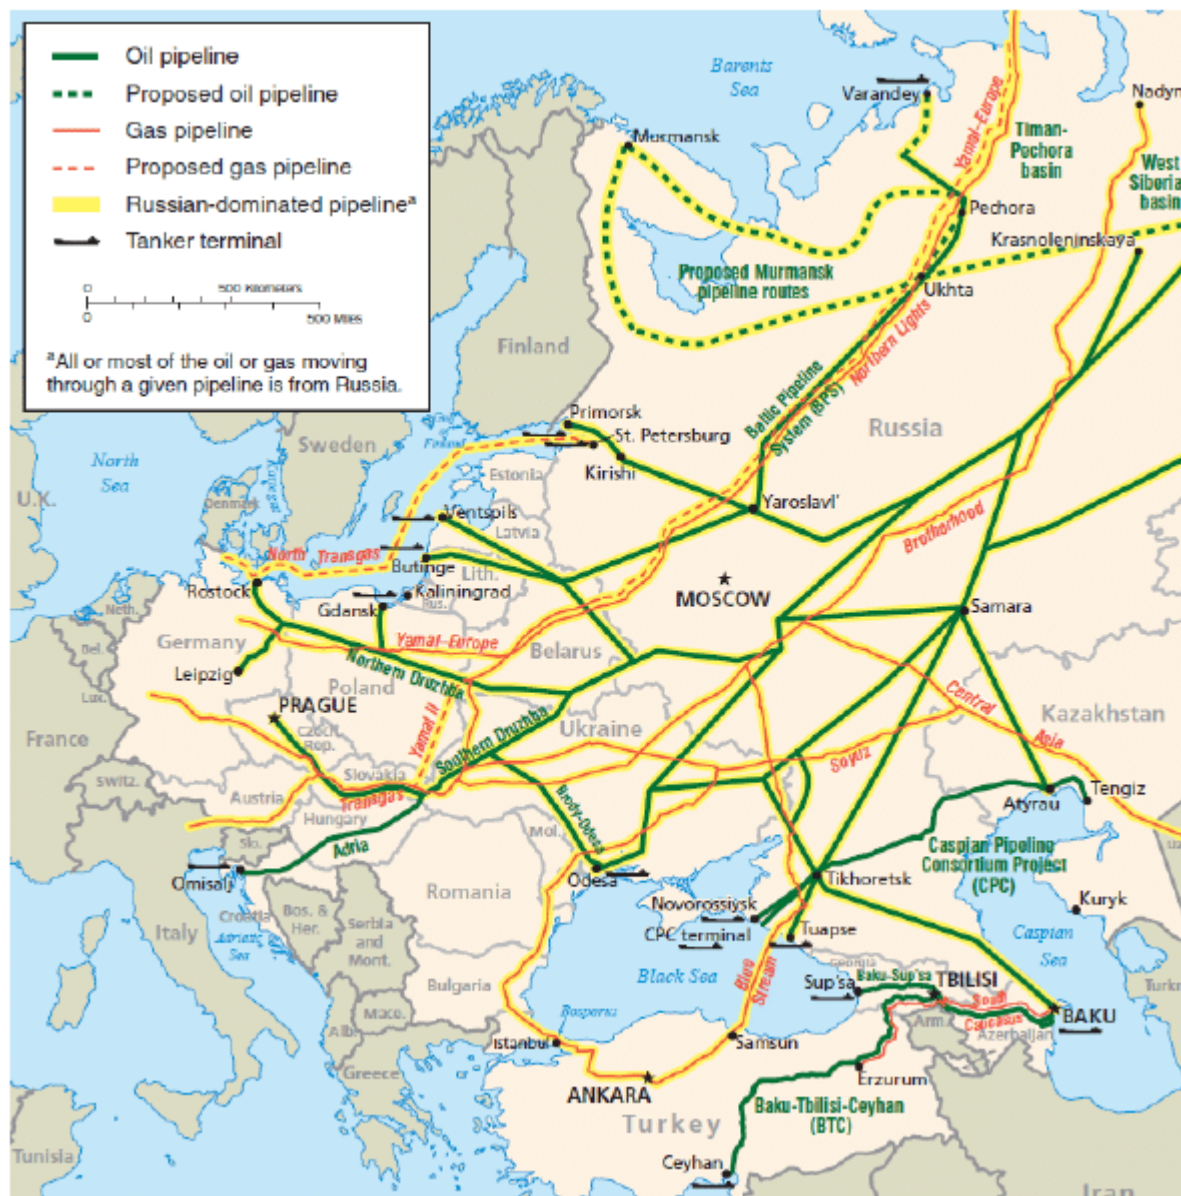 Oil pipeline
Proposed oil pipeline
Gas pipeline
Proposed gas pipeline
Russian-dominated pipelineᵃ
Tanker terminal
0 500 Kilometers
0 500 Miles
ᵃAll or most of the oil or gas moving
through a given pipeline is from Russia.
Barents
Sea
Varandey
Nadym
Murmansk
Yamal-Europe
Timan-
Pechora
basin
West
Siberia
basin
Pechora
Krasnoleninskaya
Proposed Murmansk
pipeline routes
Ukhta
Finland
Northern Lights
Baltic Pipeline
System (BPS)
Primorsk
St. Petersburg
Russia
Sweden
Finland
North
Sea
Estonia
Kirishi
U.K.
Denmark
Ventspils
Yaroslavl'
Latvia
Brotherhood
North Transgas
Butinge
Lith.
Rostock
Kaliningrad
Rus.
Gdansk
MOSCOW
Samara
Neth.
Germany
Yamal-Europe
Belarus
Bel.
Leipzig
Northern Druzhba
Poland
Lux.
PRAGUE
Czech
Rep.
Yamal II
Southern Druzhba
Ukraine
Central
Asia
Kazakhstan
France
Soyuz
Switz.
Slovakia
Austria
Transgas
Hungary
Brody-Odesa
Atyrau
Tengiz
Slo.
Adria
Mol.
Caspian Pipeline
Consortium Project
(CPC)
Omisalj
Romania
Odesa
Tikhoretsk
Croatia
Bos. &
Her.
Serbia
and
Mont.
Novorossiysk
CPC terminal
Tuapse
Kuryk
Italy
Adriatic
Sea
Caspian
Sea
Black Sea
Blue
Stream
Georgia
Bulgaria
Sup'sa
Baku-Sup'sa
TBILISI
South
Caucasus
BAKU
Mace.
Bosporus
Arm.
Azerbaijan
Alb.
Istanbul
Samsun
Greece
ANKARA
Erzurum
Turkey
Baku-Tbilisi-Ceyhan
(BTC)
Tunisia
Ceyhan
Iran